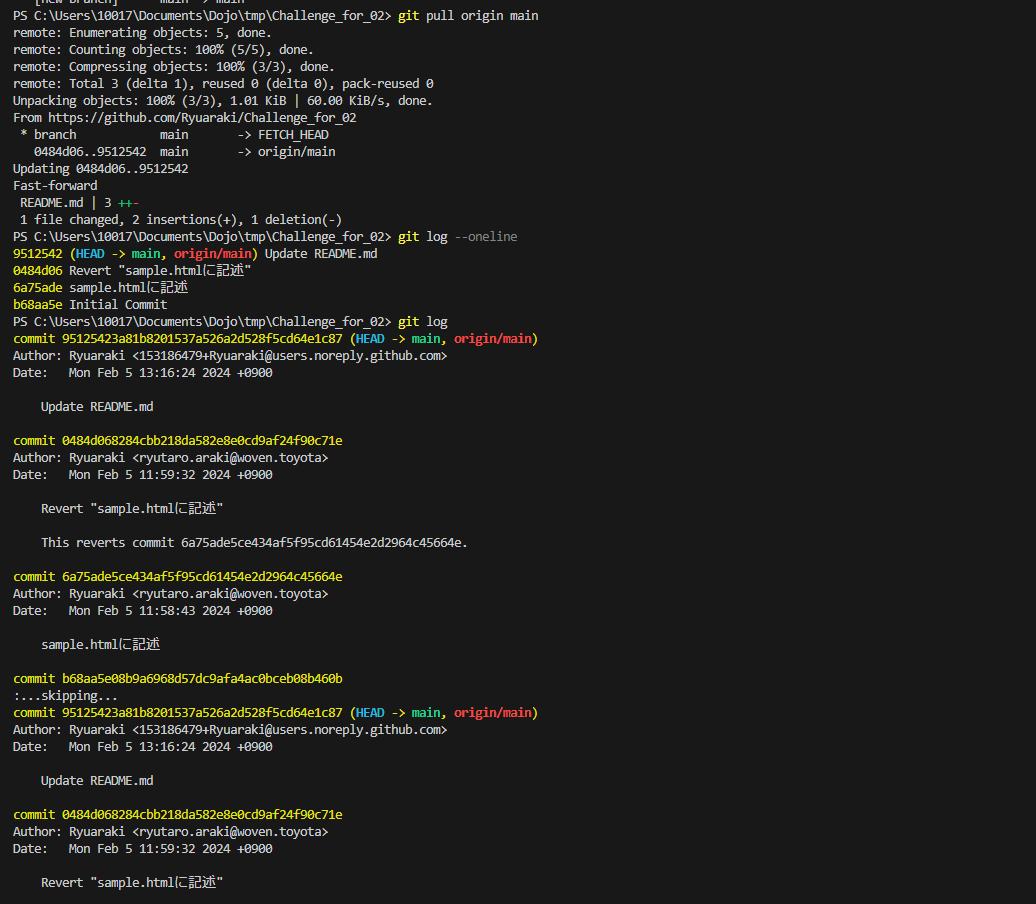 [new branch]      main -> main
PS C:\Users\10017\Documents\Dojo\tmp\Challenge_for_02> git pull origin main
remote: Enumerating objects: 5, done.
remote: Counting objects: 100% (5/5), done.
remote: Compressing objects: 100% (3/3), done.
remote: Total 3 (delta 1), reused 0 (delta 0), pack-reused 0
Unpacking objects: 100% (3/3), 1.01 KiB | 60.00 KiB/s, done.
From https://github.com/Ryuaraki/Challenge_for_02
 * branch            main       -> FETCH_HEAD
   0484d06..9512542  main       -> origin/main
Updating 0484d06..9512542
Fast-forward
 README.md | 3 ++-
 1 file changed, 2 insertions(+), 1 deletion(-)
PS C:\Users\10017\Documents\Dojo\tmp\Challenge_for_02> git log --oneline
9512542 (HEAD -> main, origin/main) Update README.md
0484d06 Revert "sample.htmlに記述"
6a75ade sample.htmlに記述
b68aa5e Initial Commit
PS C:\Users\10017\Documents\Dojo\tmp\Challenge_for_02> git log
commit 95125423a81b8201537a526a2d528f5cd64e1c87 (HEAD -> main, origin/main)
Author: Ryuaraki <153186479+Ryuaraki@users.noreply.github.com>
Date:   Mon Feb 5 13:16:24 2024 +0900

    Update README.md

commit 0484d068284cbb218da582e8e0cd9af24f90c71e
Author: Ryuaraki <ryutaro.araki@woven.toyota>
Date:   Mon Feb 5 11:59:32 2024 +0900

    Revert "sample.htmlに記述"

    This reverts commit 6a75ade5ce434af5f95cd61454e2d2964c45664e.

commit 6a75ade5ce434af5f95cd61454e2d2964c45664e
Author: Ryuaraki <ryutaro.araki@woven.toyota>
Date:   Mon Feb 5 11:58:43 2024 +0900

    sample.htmlに記述

commit b68aa5e08b9a6968d57dc9afa4ac0bceb08b460b
:...skipping...
commit 95125423a81b8201537a526a2d528f5cd64e1c87 (HEAD -> main, origin/main)
Author: Ryuaraki <153186479+Ryuaraki@users.noreply.github.com>
Date:   Mon Feb 5 13:16:24 2024 +0900

    Update README.md

commit 0484d068284cbb218da582e8e0cd9af24f90c71e
Author: Ryuaraki <ryutaro.araki@woven.toyota>
Date:   Mon Feb 5 11:59:32 2024 +0900

    Revert "sample.htmlに記述"